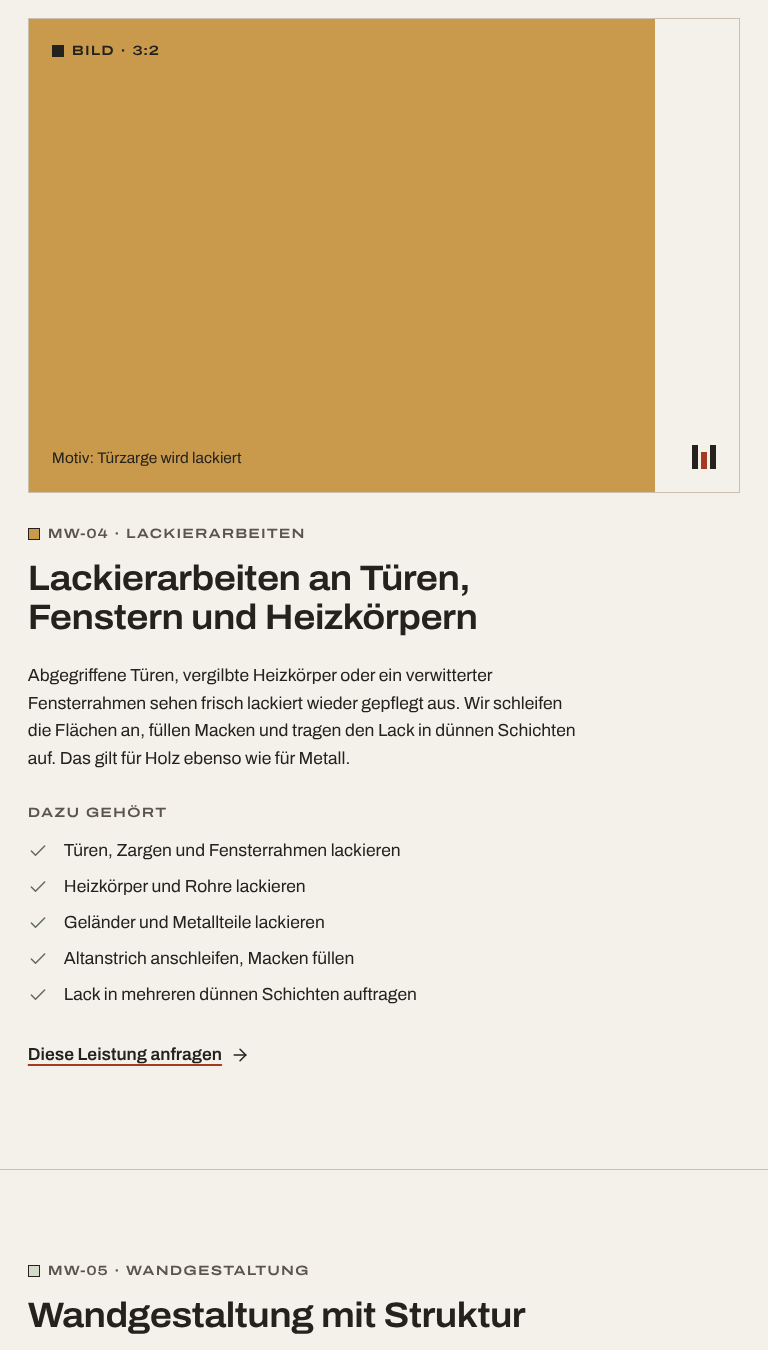 BILD · 3:2
Motiv: Türzarge wird lackiert
MW-04 · LACKIERARBEITEN
Lackierarbeiten an Türen,
Fenstern und Heizkörpern
Abgegriffene Türen, vergilbte Heizkörper oder ein verwitterter
Fensterrahmen sehen frisch lackiert wieder gepflegt aus. Wir schleifen
die Flächen an, füllen Macken und tragen den Lack in dünnen Schichten
auf. Das gilt für Holz ebenso wie für Metall.
DAZU GEHÖRT
Türen, Zargen und Fensterrahmen lackieren
Heizkörper und Rohre lackieren
Geländer und Metallteile lackieren
Altanstrich anschleifen, Macken füllen
Lack in mehreren dünnen Schichten auftragen
Diese Leistung anfragen
MW-05 · WANDGESTALTUNG
Wandgestaltung mit Struktur